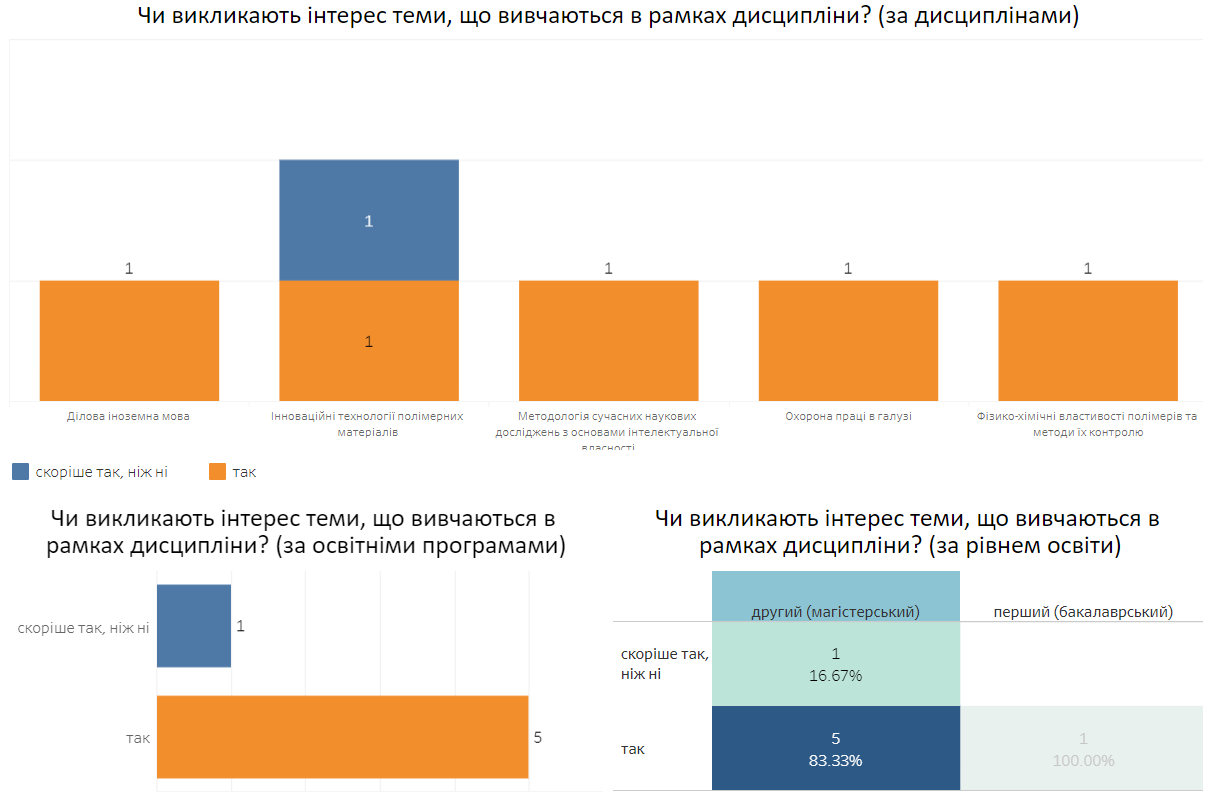 Чи викликають інтерес теми, що вивчаються в рамках дисципліни? (за дисциплінами)
1
1
1
1
1
1
Ділова іноземна мова
Інноваційні технології полімерних
матеріалів
Методологія сучасних наукових
досліджень з основами інтелектуальної
власності
Охорона праці в галузі
Фізико-хімічні властивості полімерів та
методи їх контролю
скоріше так, ніж ні
так
Чи викликають інтерес теми, що вивчаються в
рамках дисципліни? (за освітніми програмами)
скоріше так, ніж ні
1
так
5
Чи викликають інтерес теми, що вивчаються в
рамках дисципліни? (за рівнем освіти)
другий (магістерський)
перший (бакалаврський)
скоріше так,
ніж ні
1
16.67%
так
5
83.33%
1
100.00%